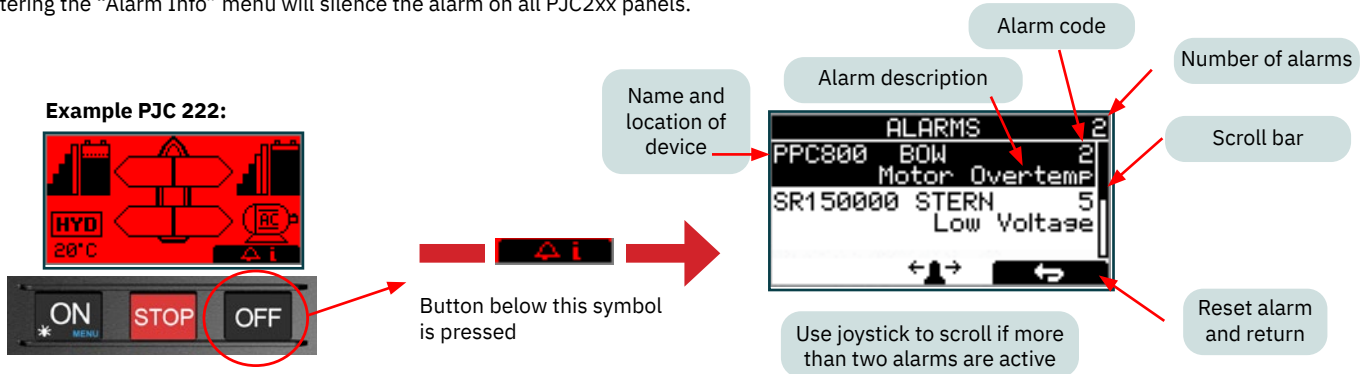 tering the "Alarm Info" menu will silence the alarm on all PJC2xx panels.
Alarm code
Number of alarms
Alarm description
Name and
location of
device
Example PJC 222:
Scroll bar
ALARMS 2
PPC800 BOW 2
Motor Overtemp
SR150000 STERN 5
Low Voltage
HYD
AC
20°C
i
i
ON
MENU
STOP
OFF
Button below this symbol
is pressed
Use joystick to scroll if more
than two alarms are active
Reset alarm
and return